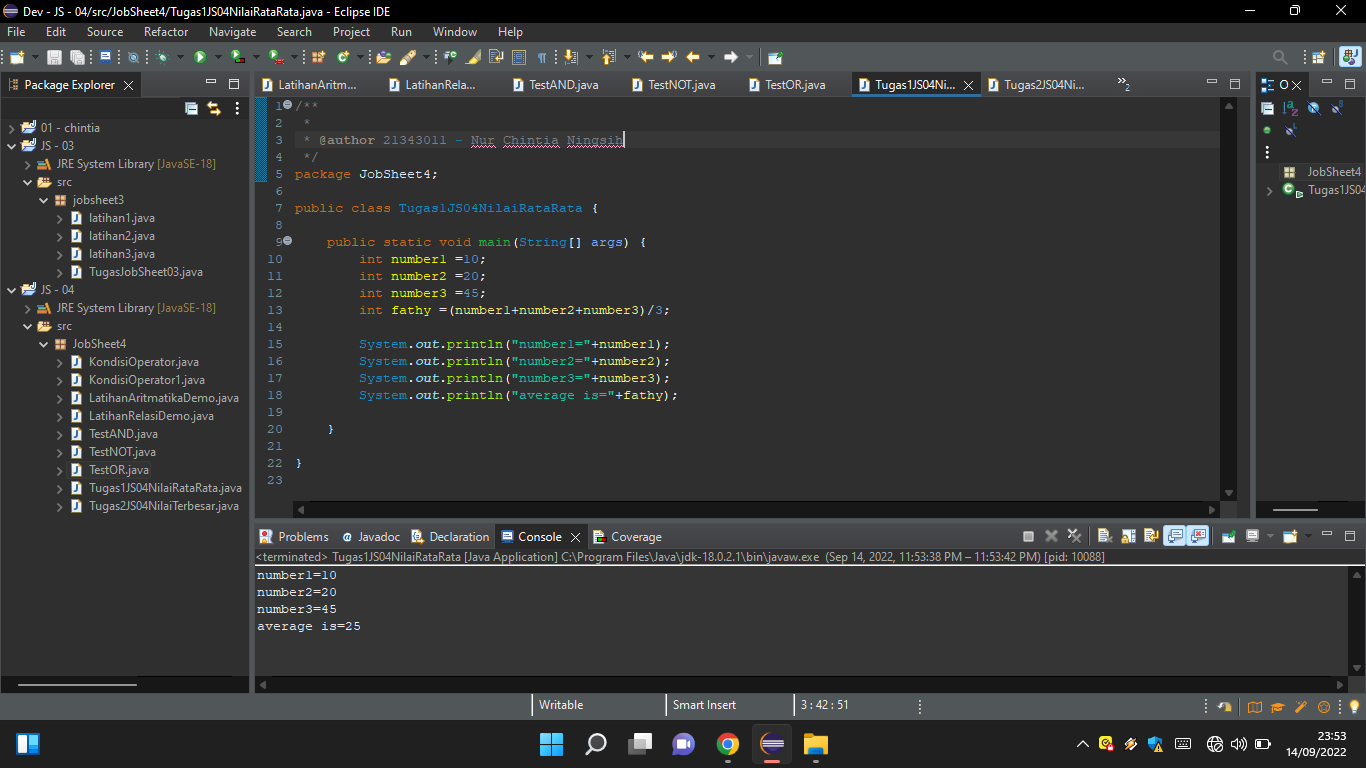 Dev - JS - 04/src/JobSheet4/Tugas1JS04NilaiRataRata.java - Eclipse IDE
File Edit Source Refactor Navigate Search Project Run Window Help
Package Explorer
01 - chintia
JS - 03
JRE System Library [JavaSE-18]
src
jobsheet3
latihan1.java
latihan2.java
latihan3.java
TugasJobSheet03.java
JS - 04
JRE System Library [JavaSE-18]
src
JobSheet4
KondisiOperator.java
KondisiOperator1.java
LatihanAritmatikaDemo.java
LatihanRelasiDemo.java
TestAND.java
TestNOT.java
TestOR.java
Tugas1JS04NilaiRataRata.java
Tugas2JS04NilaiTerbesar.java
LatihanAritm... LatihanRela... TestAND.java TestNOT.java TestOR.java Tugas1JS04Ni... Tugas2JS04Ni... »2
1 /**
2 *
3 * @author 21343011 - Nur Chintia Ningsih
4 */
5 package JobSheet4;
6
7 public class Tugas1JS04NilaiRataRata {
8
9 public static void main(String[] args) {
10 int number1 =10;
11 int number2 =20;
12 int number3 =45;
13 int fathy =(number1+number2+number3)/3;
14
15 System.out.println("number1="+number1);
16 System.out.println("number2="+number2);
17 System.out.println("number3="+number3);
18 System.out.println("average is="+fathy);
19
20 }
21
22 }
23
O
JobSheet4
Tugas1JS04
Problems @ Javadoc Declaration Console Coverage
<terminated> Tugas1JS04NilaiRataRata [Java Application] C:\Program Files\Java\jdk-18.0.2.1\bin\javaw.exe (Sep 14, 2022, 11:53:38 PM – 11:53:42 PM) [pid: 10088]
number1=10
number2=20
number3=45
average is=25
Writable Smart Insert 3 : 42 : 51
23:53
14/09/2022